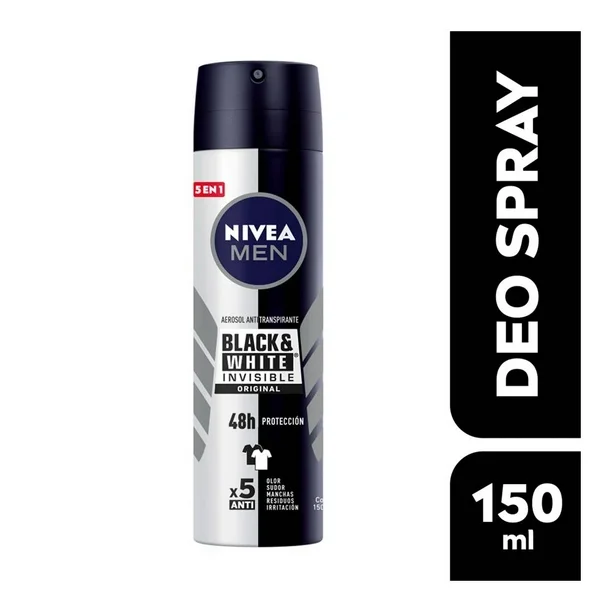 5 EN 1
NIVEA
MEN
AEROSOL ANTITRANSPIRANTE
BLACK&
WHITE®
INVISIBLE
ORIGINAL
48h PROTECCIÓN
x5
ANTI
OLOR
SUDOR
MANCHAS
RESIDUOS
IRRITACIÓN
DEO SPRAY
150
ml